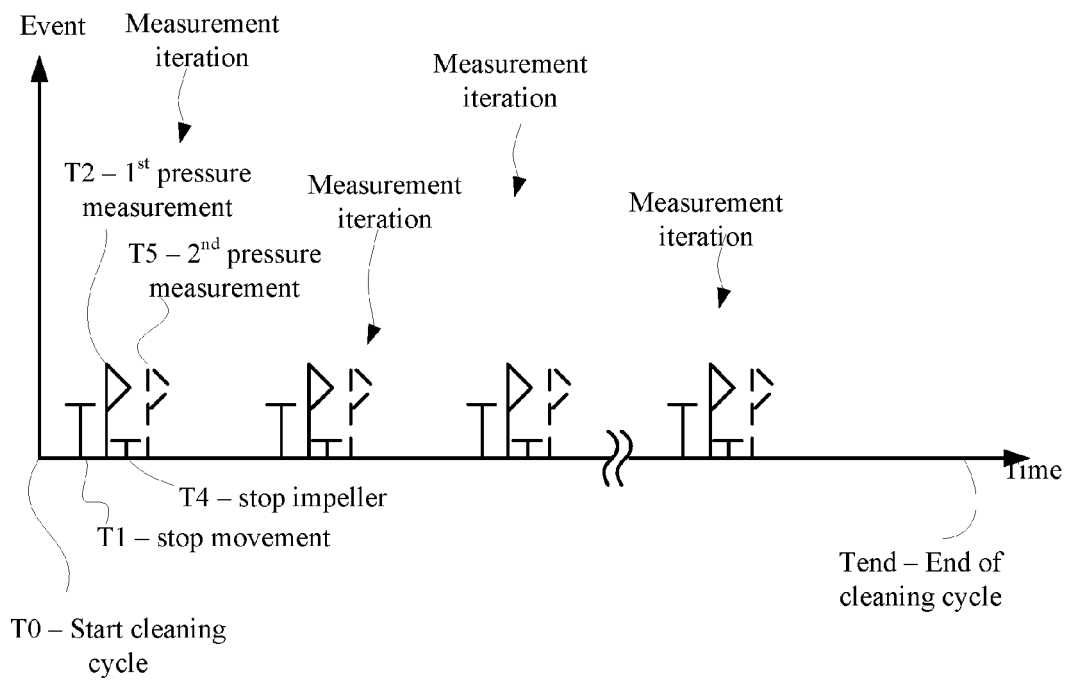 Event
Measurement
iteration
Measurement
iteration
T2 – 1st pressure
measurement
Measurement
iteration
Measurement
iteration
T5 – 2nd pressure
measurement
Time
T4 – stop impeller
T1 – stop movement
Tend – End of
cleaning cycle
T0 – Start cleaning
cycle